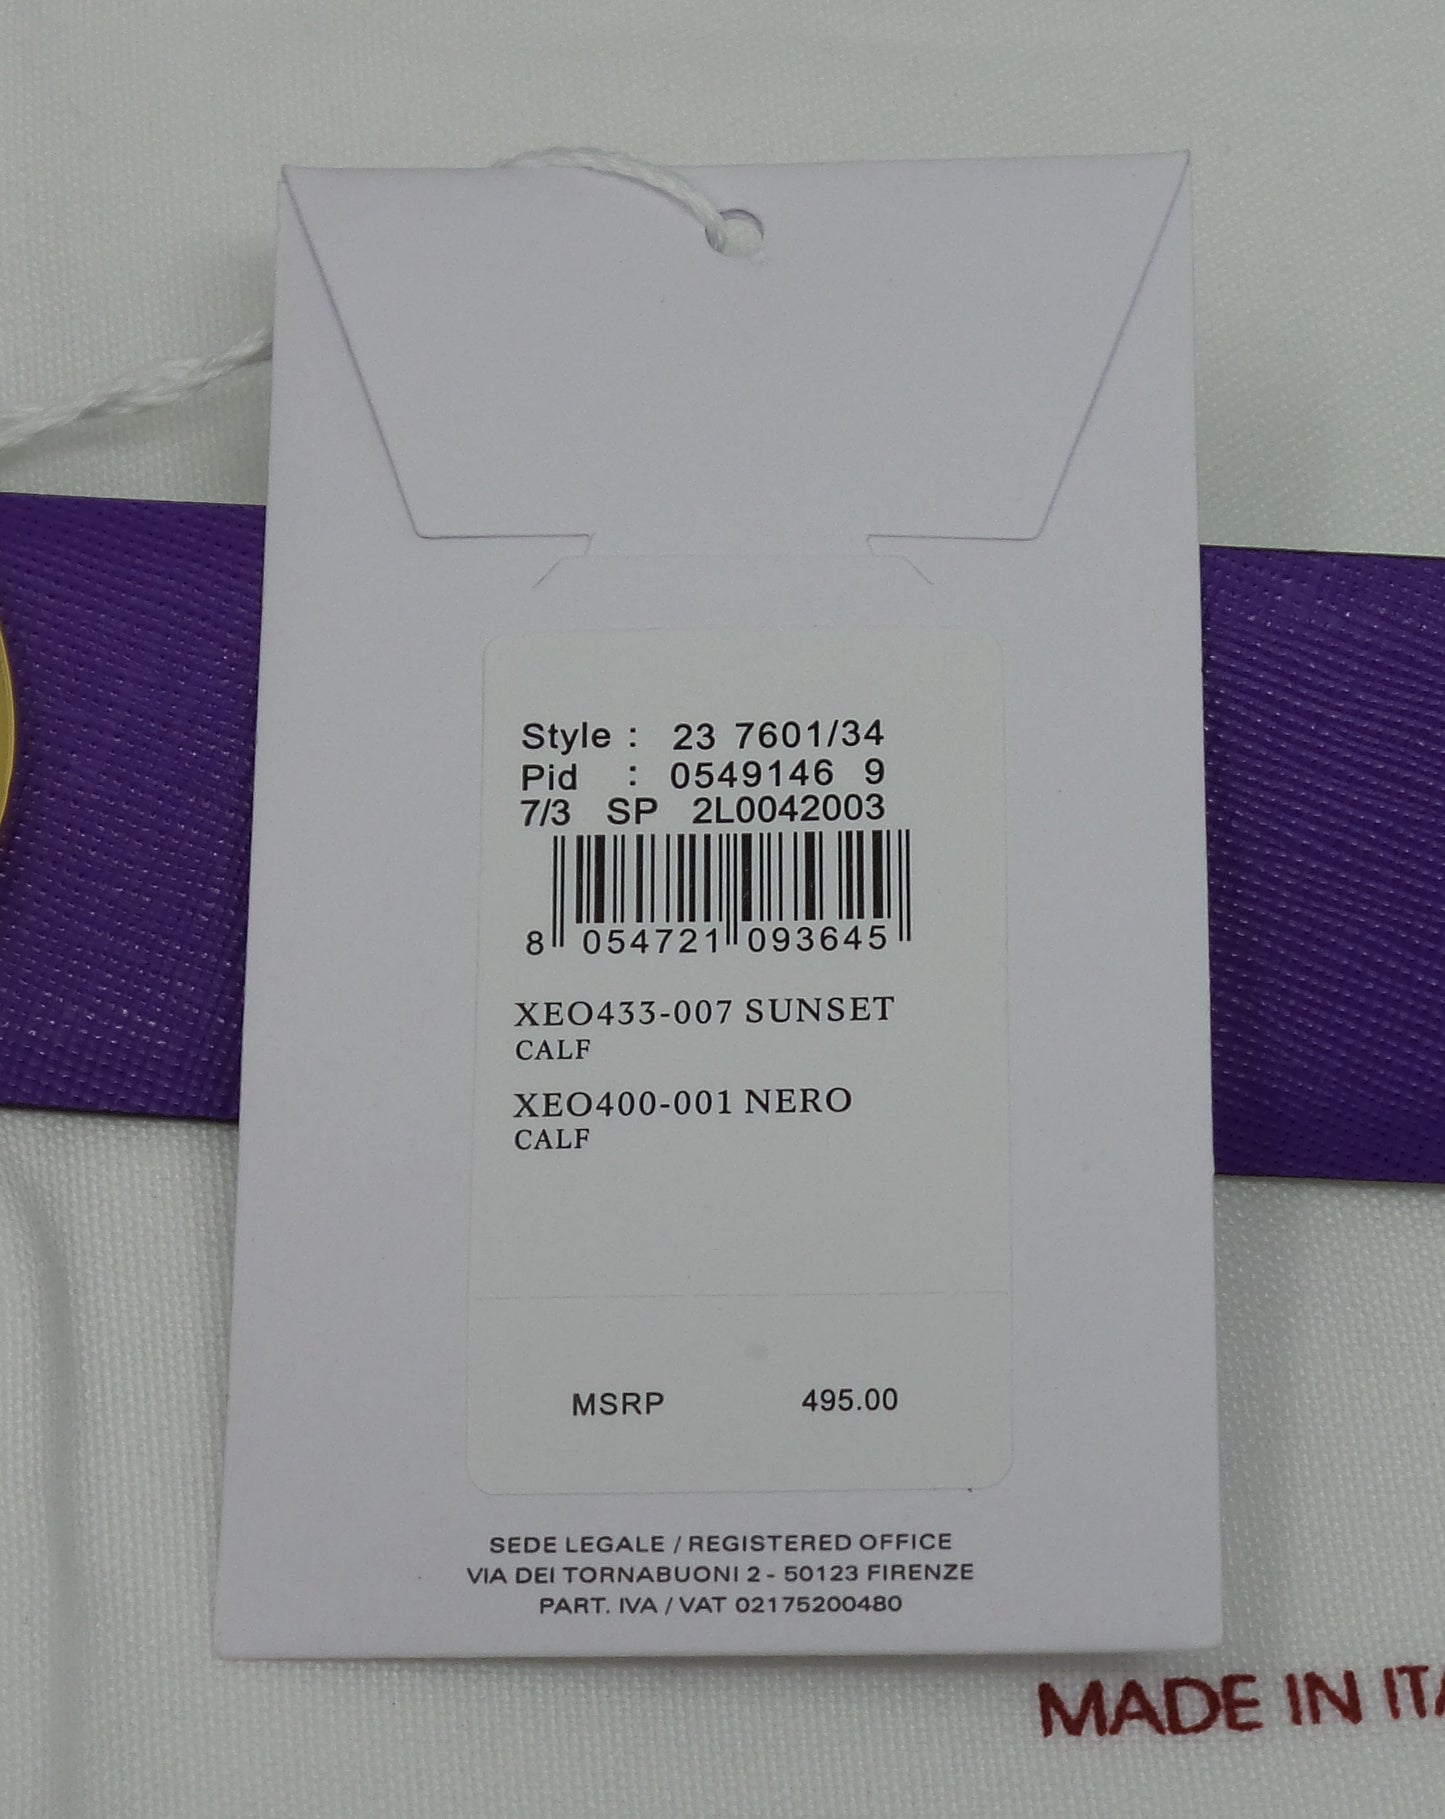 Style : 23 7601/34
Pid : 0549146 9
7/3 SP 2L0042003
8 054721 093645
XEO433-007 SUNSET
CALF
XEO400-001 NERO
CALF
MSRP 495.00
SEDE LEGALE / REGISTERED OFFICE
VIA DEI TORNABUONI 2 - 50123 FIRENZE
PART. IVA / VAT 02175200480
MADE IN ITA